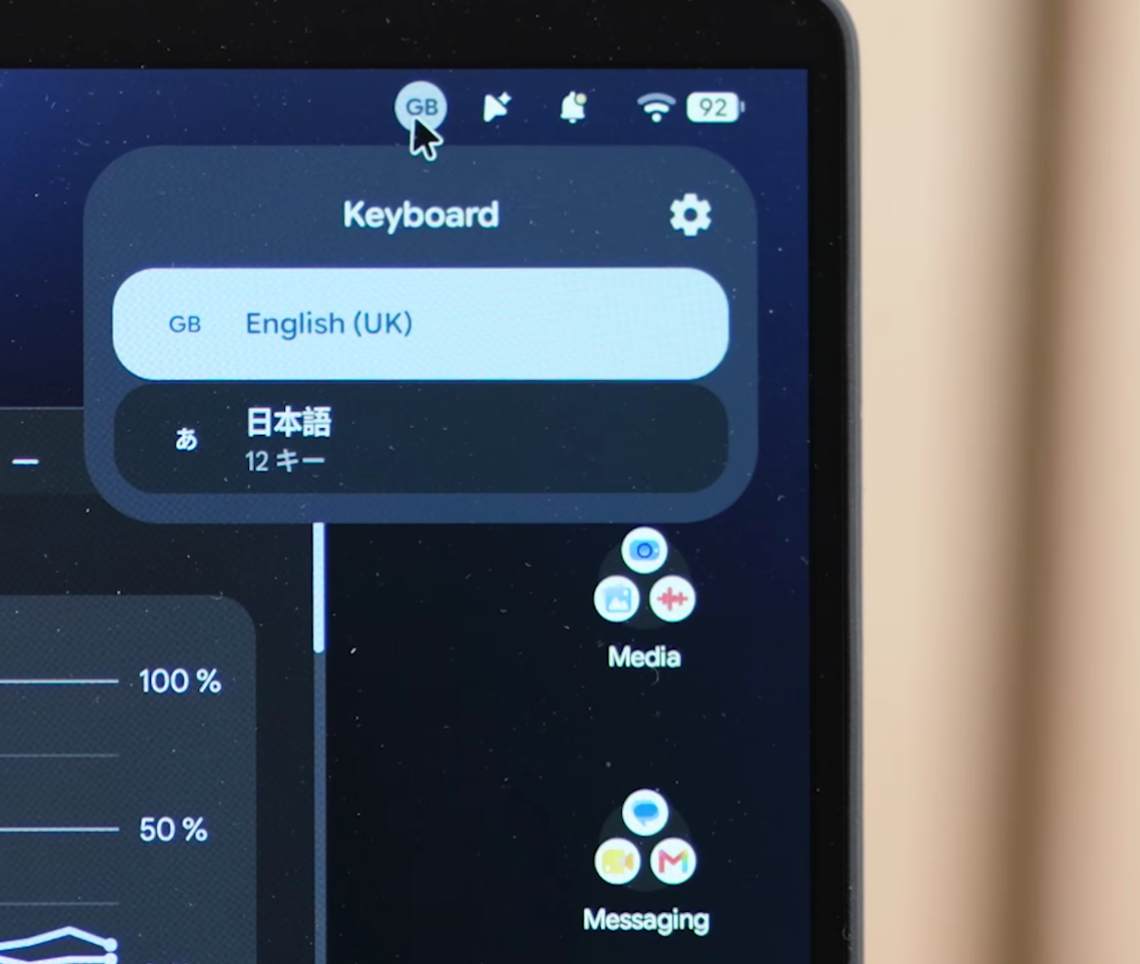 GB
92
Keyboard
GB English (UK)
あ 日本語
12 キー
Media
100 %
50 %
Messaging